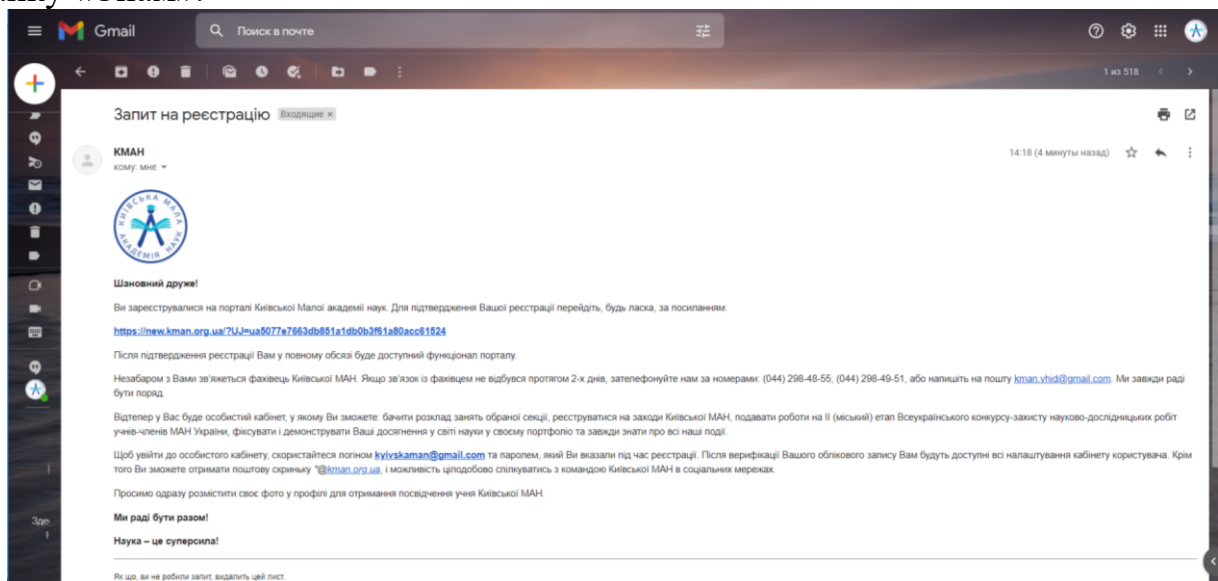 Gmail
Поиск в почте
1 из 518
Запит на реєстрацію Входящие ×
КМАН
кому: мне
14:18 (4 минуты назад)
КИЇВСЬКА МАЛА АКАДЕМІЯ НАУК
Шановний друже!
Ви зареєструвалися на порталі Київської Малої академії наук. Для підтвердження Вашої реєстрації перейдіть, будь ласка, за посиланням:
https://new.kman.org.ua/?UJ=ua5077e7663db851a1db0b3f61a80acc61524
Після підтвердження реєстрації Вам у повному обсязі буде доступний функціонал порталу.
Незабаром з Вами зв'яжеться фахівець Київської МАН. Якщо зв'язок із фахівцем не відбувся протягом 2-х днів, зателефонуйте нам за номерами: (044) 298-48-55; (044) 298-49-51, або напишіть на пошту kman.vhid@gmail.com. Ми завжди раді
бути поряд.
Відтепер у Вас буде особистий кабінет, у якому Ви зможете: бачити розклад занять обраної секції, реєструватися на заходи Київської МАН, подавати роботи на II (міський) етап Всеукраїнського конкурсу-захисту науково-дослідницьких робіт
учнів-членів МАН України, фіксувати і демонструвати Ваші досягнення у світі науки у своєму портфоліо та завжди знати про всі наші події.
Щоб увійти до особистого кабінету, скористайтеся логіном kyivskaman@gmail.com та паролем, який Ви вказали під час реєстрації. Після верифікації Вашого облікового запису Вам будуть доступні всі налаштування кабінету користувача. Крім
того Ви зможете отримати поштову скриньку "@kman.org.ua, і можливість цілодобово спілкуватись з командою Київської МАН в соціальних мережах.
Просимо одразу розмістити своє фото у профілі для отримання посвідчення учня Київської МАН.
Ми раді бути разом!
Наука – це суперсила!
Як що, ви не робили запит, видаліть цей лист.